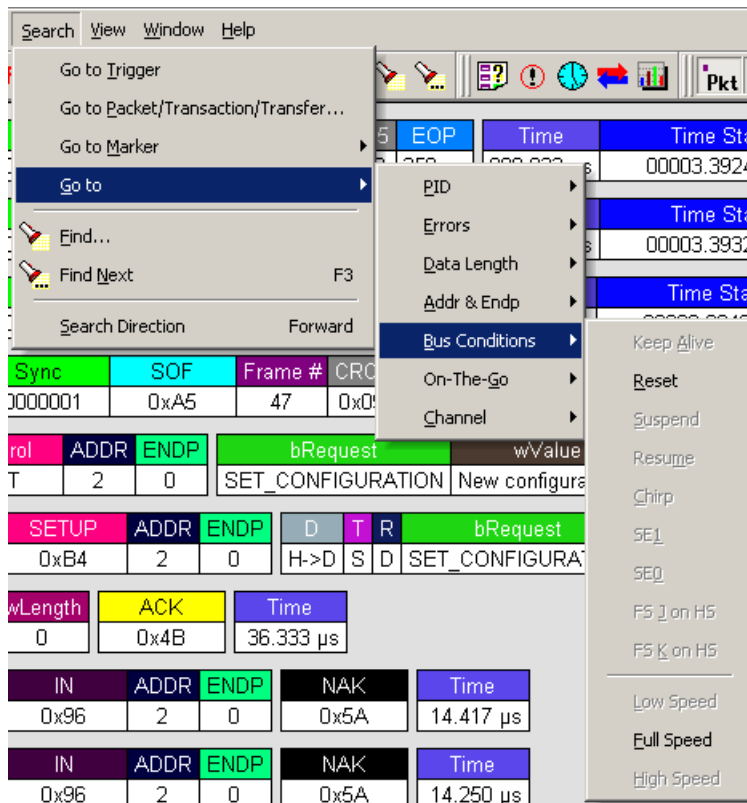 Search View Window Help
Go to Trigger
Pkt
Go to Packet/Transaction/Transfer...
5 EOP Time Time Sta
Go to Marker
00003.3924
Go to
PID
Time Sta
Errors
00003.3932
Find...
Data Length
Find Next F3
Addr & Endp
Time Sta
Search Direction Forward
Bus Conditions
Keep Alive
Sync SOF Frame # CRC
On-The-Go
Reset
0000001 0xA5 47 0x0
Channel
Suspend
rol ADDR ENDP bRequest wValue
Resume
T 2 0 SET_CONFIGURATION New configura
Chirp
SETUP ADDR ENDP D T R bRequest
SE1
0xB4 2 0 H->D S D SET_CONFIGURA
SE0
wLength ACK Time
FS J on HS
0 0x4B 36.333 µs
FS K on HS
IN ADDR ENDP NAK Time
Low Speed
0x96 2 0 0x5A 14.417 µs
Full Speed
IN ADDR ENDP NAK Time
High Speed
0x96 2 0 0x5A 14.250 µs